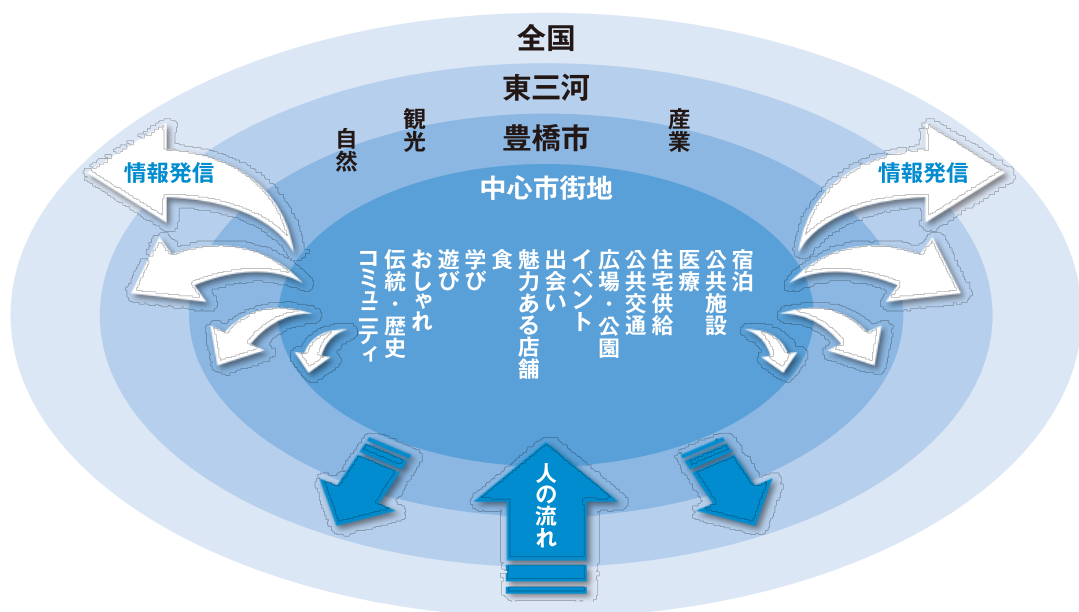 全国
東三河
豊橋市
産業
観光
自然
中心市街地
情報発信
情報発信
宿泊
公共施設
医療
住宅供給
公共交通
広場・公園
イベント
出会い
魅力ある店舗
食
学び
遊び
おしゃれ
伝統・歴史
コミュニティ
人の流れ